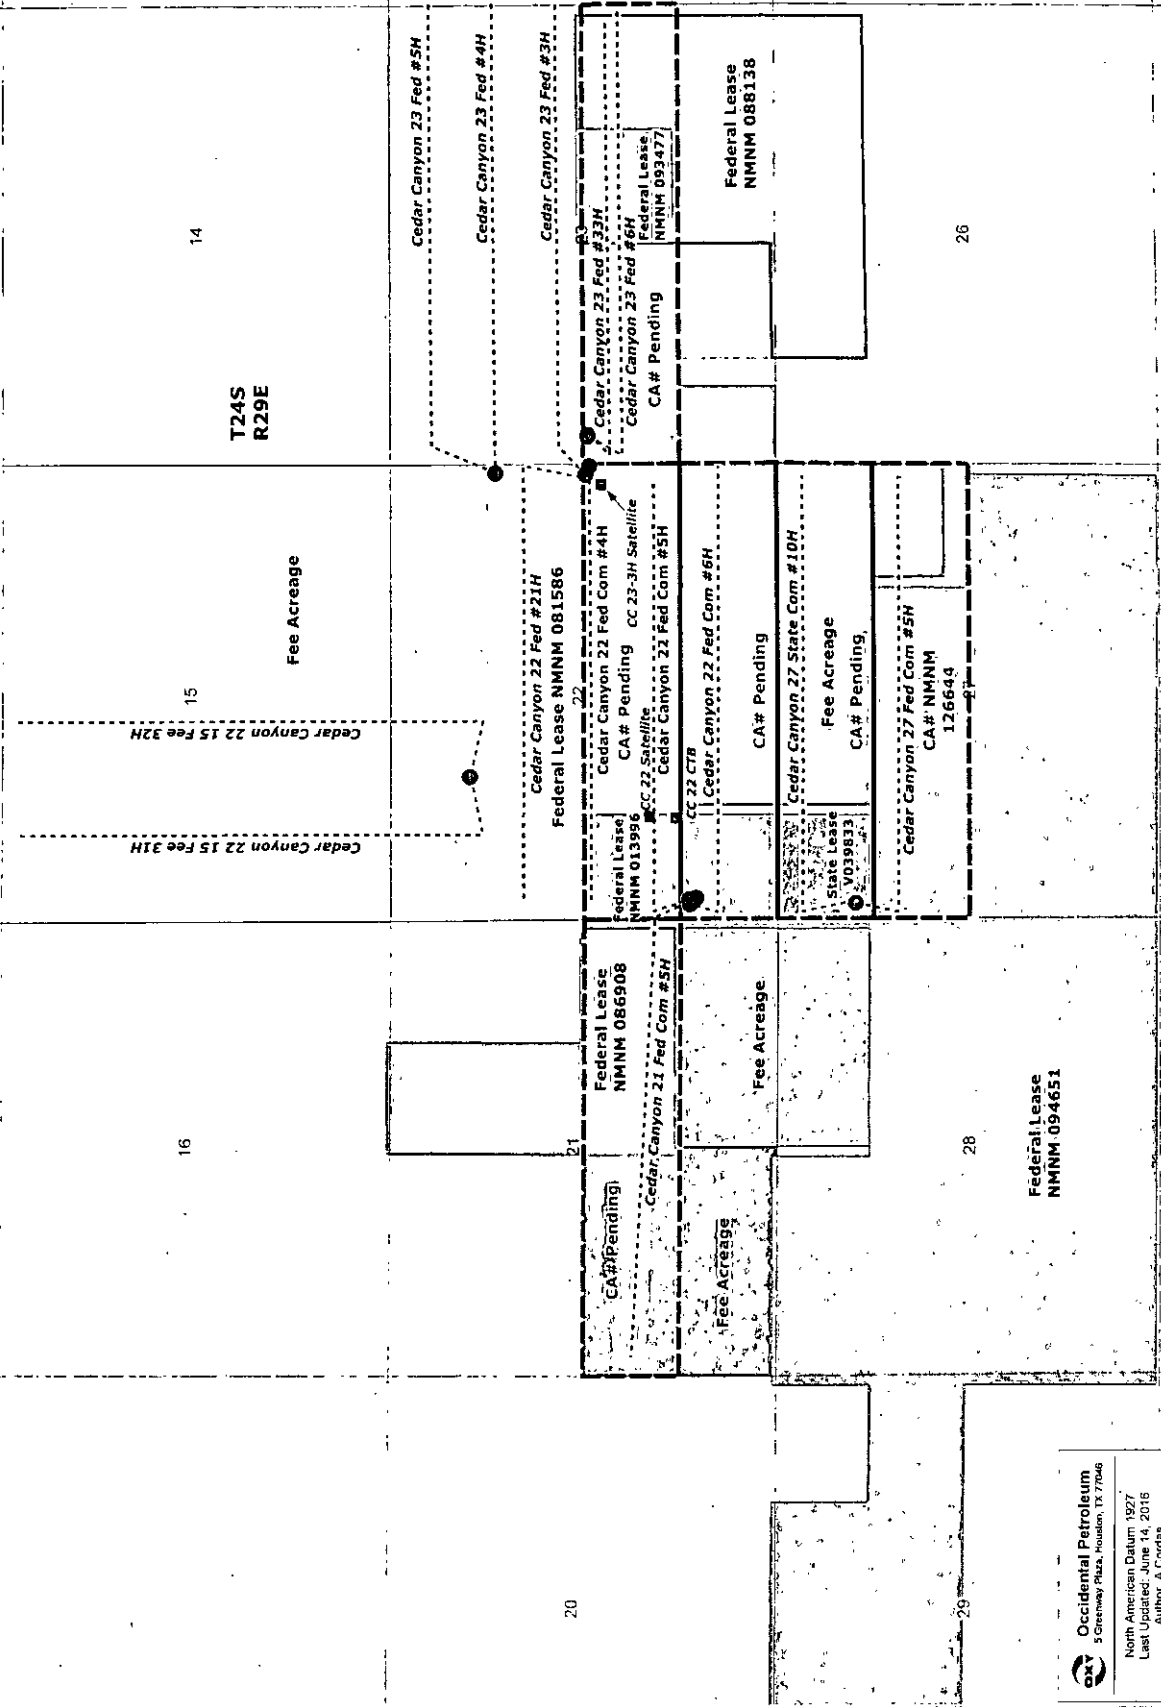 Cedar Canyon 23 Fed #5H
Cedar Canyon 23 Fed #4H
Cedar Canyon 23 Fed #3H
14
T24S
R29E
Cedar Canyon 23 Fed #33H
Cedar Canyon 23 Fed #6H
23
Federal Lease
NMNM 093477
CA# Pending
Federal Lease
NMNM 088138
26
15
Fee Acreage
Cedar Canyon 22 15 Fee 32H
Cedar Canyon 22 15 Fee 31H
Cedar Canyon 22 Fed #21H
Federal Lease NMNM 081586
22
Cedar Canyon 22 Fed Com #4H
CA# Pending
CC 23-3H Satellite
CC 22 Satellite
Cedar Canyon 22 Fed Com #5H
Federal Lease
NMNM 013996
CC 22 CTB
Cedar Canyon 22 Fed Com #6H
CA# Pending
Cedar Canyon 27 State Com #10H
Fee Acreage
CA# Pending
State Lease
V039833
Cedar Canyon 27 Fed Com #5H
CA# NMNM
126644
27
16
21
Federal Lease
NMNM 086908
Cedar Canyon 21 Fed Com #5H
CA# Pending
Fee Acreage
Fee Acreage
28
Federal Lease
NMNM 094651
20
29
OXY
Occidental Petroleum
5 Greenway Plaza, Houston, TX 77046
North American Datum 1927
Last Updated: June 14, 2016
Author: A Cordan